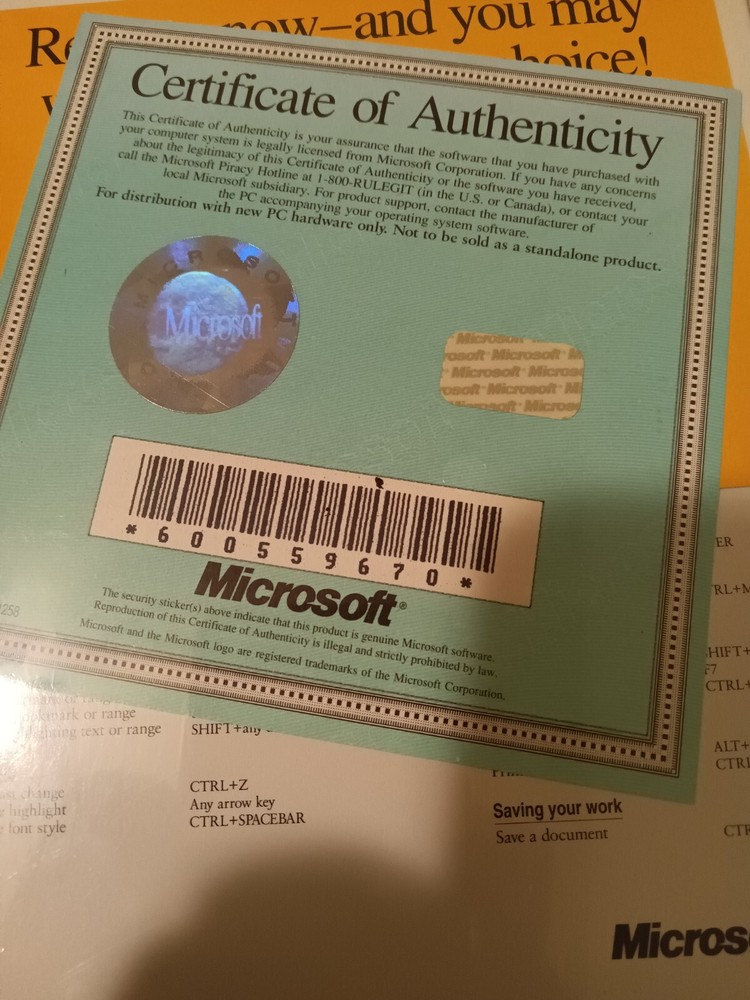 now–and you may
choice!
Certificate of Authenticity
This Certificate of Authenticity is your assurance that the software that you have purchased with
your computer system is legally licensed from Microsoft Corporation. If you have any concerns
about the legitimacy of this Certificate of Authenticity or the software you have received,
call the Microsoft Piracy Hotline at 1-800-RULEGIT (in the U.S. or Canada), or contact your
local Microsoft subsidiary. For product support, contact the manufacturer of
the PC accompanying your operating system software.
For distribution with new PC hardware only. Not to be sold as a standalone product.
MICROSOFT
Microsoft
Microsoft
Microsoft
Microsoft
Microsoft
Microsoft
*600559670*
Microsoft®
The security sticker(s) above indicate that this product is genuine Microsoft software.
Reproduction of this Certificate of Authenticity is illegal and strictly prohibited by law.
Microsoft and the Microsoft logo are registered trademarks of the Microsoft Corporation.
258
ER
CTRL+
SHIFT+
F7
CTRL+
ALT+
CTRL
or range
bookmark or range
text or range
SHIFT+any
change
highlight
font style
CTRL+Z
Any arrow key
CTRL+SPACEBAR
Saving your work
Save a document
Micros